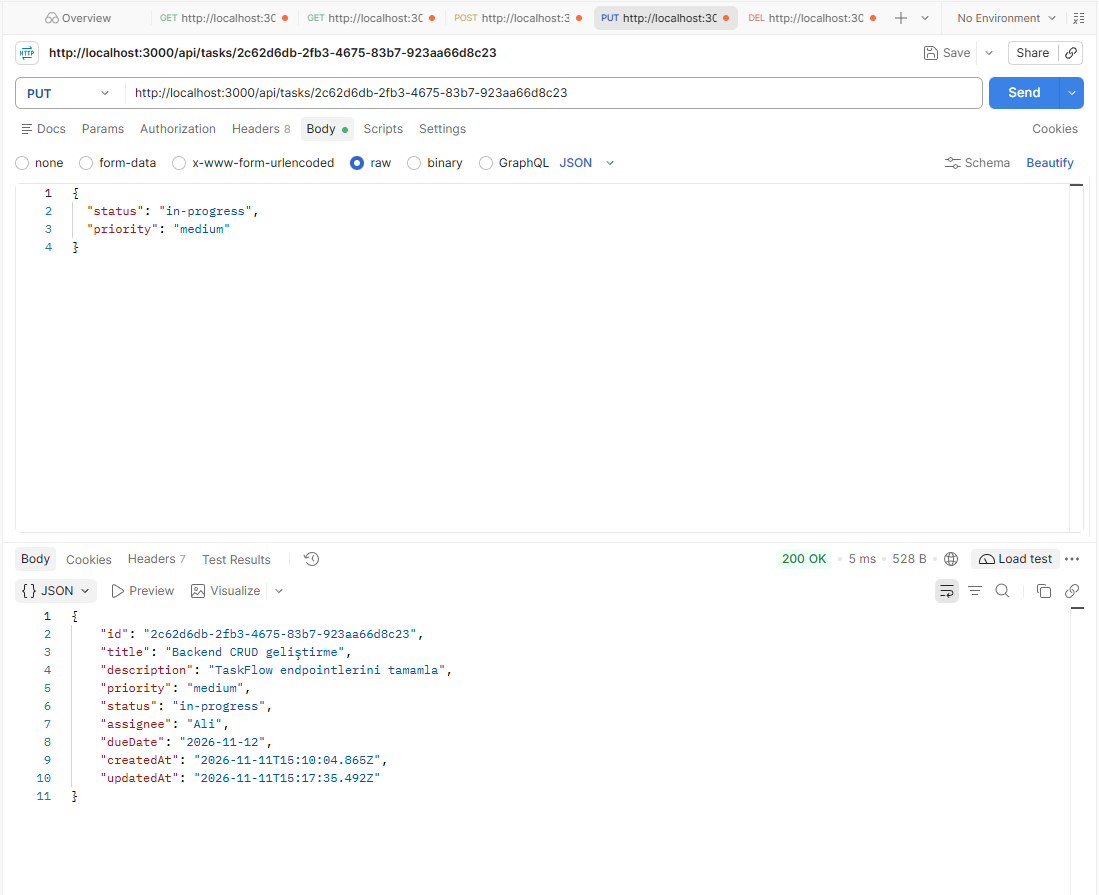 Overview GET http://localhost:3C GET http://localhost:3C POST http://localhost:3 PUT http://localhost:3C DEL http://localhost:3C No Environment
HTTP http://localhost:3000/api/tasks/2c62d6db-2fb3-4675-83b7-923aa66d8c23 Save Share
PUT http://localhost:3000/api/tasks/2c62d6db-2fb3-4675-83b7-923aa66d8c23 Send
Docs Params Authorization Headers 8 Body Scripts Settings Cookies
none form-data x-www-form-urlencoded raw binary GraphQL JSON Schema Beautify
1 {
2 "status": "in-progress",
3 "priority": "medium"
4 }
Body Cookies Headers 7 Test Results 200 OK 5 ms 528 B Load test
{} JSON Preview Visualize
1 {
2 "id": "2c62d6db-2fb3-4675-83b7-923aa66d8c23",
3 "title": "Backend CRUD geliştirme",
4 "description": "TaskFlow endpointlerini tamamla",
5 "priority": "medium",
6 "status": "in-progress",
7 "assignee": "Ali",
8 "dueDate": "2026-11-12",
9 "createdAt": "2026-11-11T15:10:04.865Z",
10 "updatedAt": "2026-11-11T15:17:35.492Z"
11 }